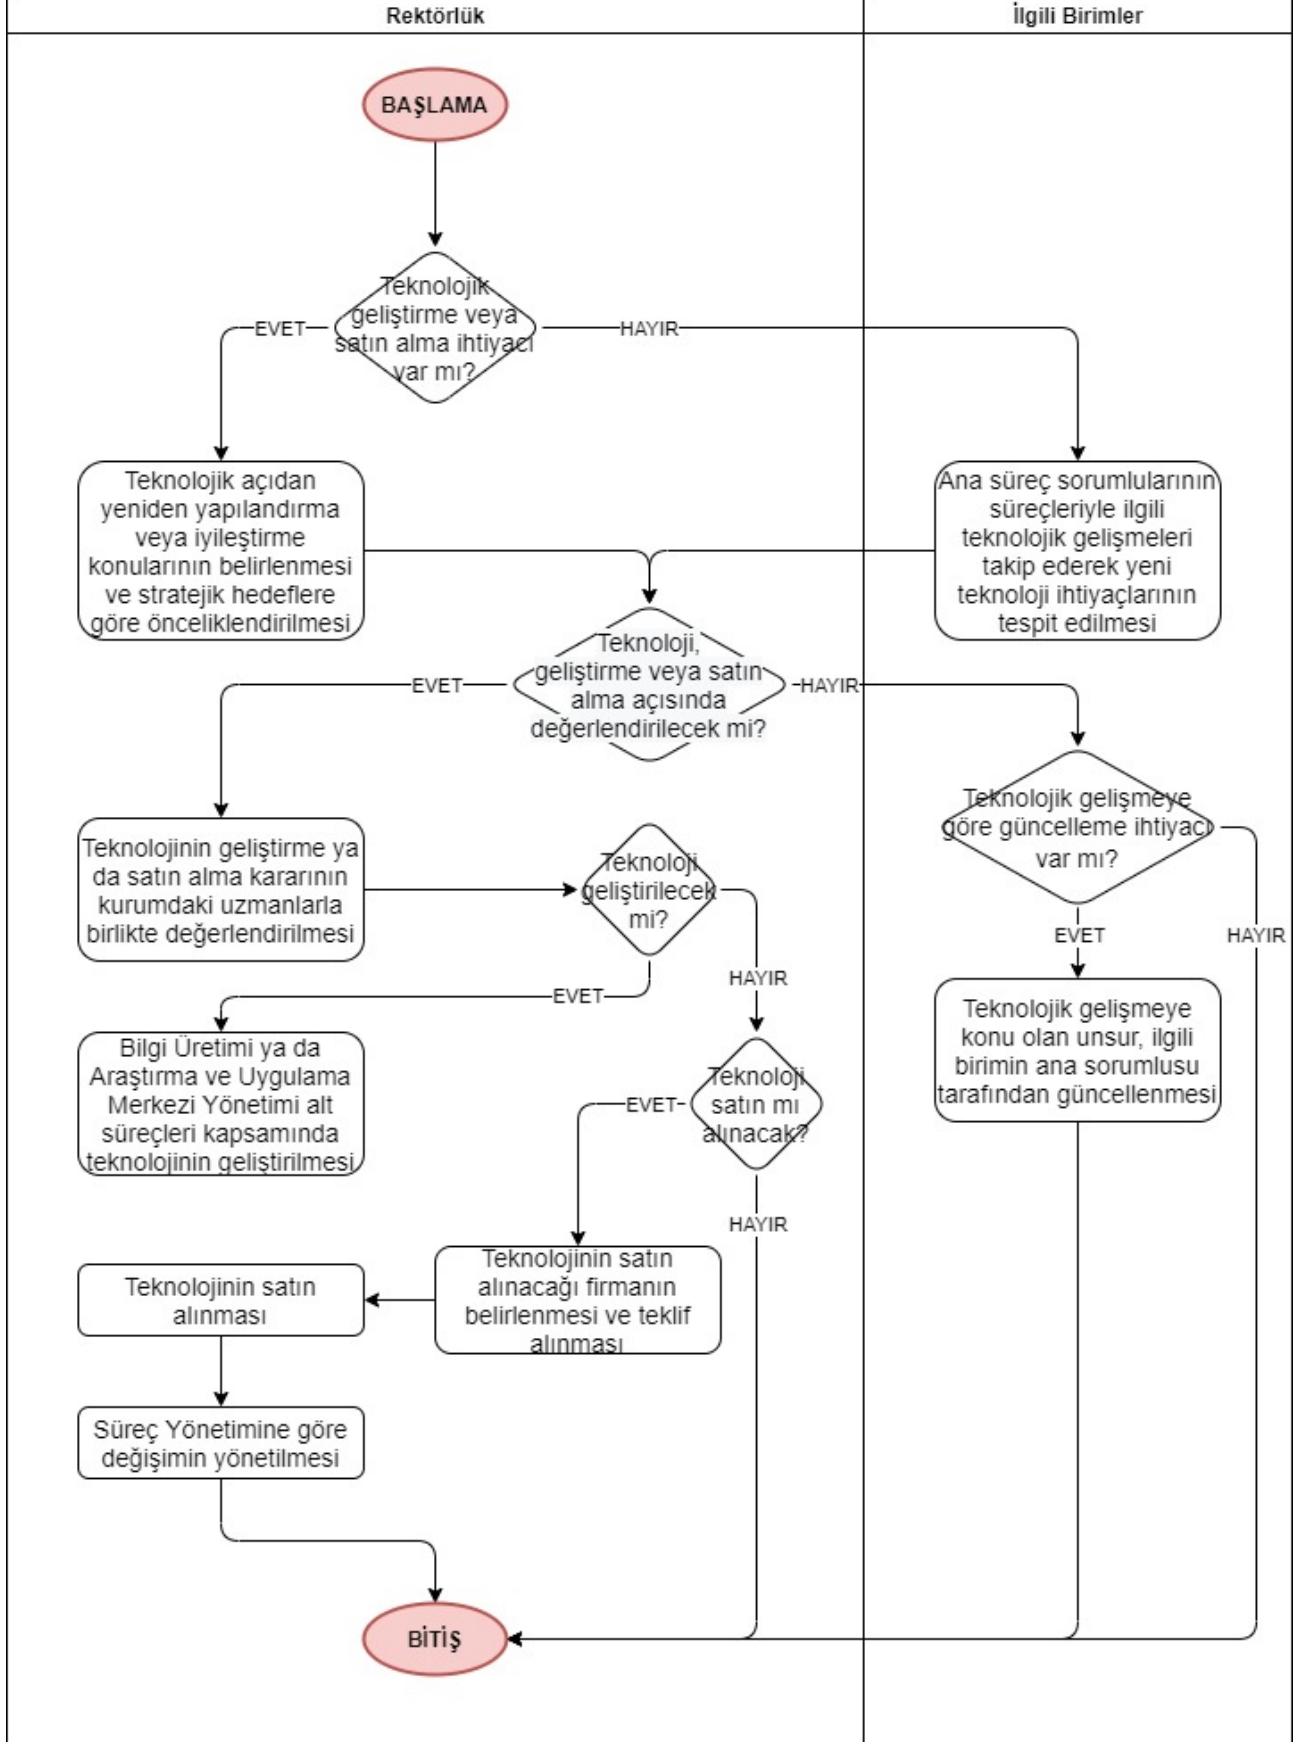 Rektörlük
İlgili Birimler
BAŞLAMA
Teknolojik
geliştirme veya
satın alma ihtiyacı
var mı?
EVET
HAYIR
Teknolojik açıdan
yeniden yapılandırma
veya iyileştirme
konularının belirlenmesi
ve stratejik hedeflere
göre önceliklendirilmesi
Ana süreç sorumlularının
süreçleriyle ilgili
teknolojik gelişmeleri
takip ederek yeni
teknoloji ihtiyaçlarının
tespit edilmesi
Teknoloji,
geliştirme veya satın
alma açısında
değerlendirilecek mi?
EVET
HAYIR
Teknolojik gelişmeye
göre güncelleme ihtiyacı
var mı?
EVET
HAYIR
Teknolojinin geliştirme ya
da satın alma kararının
kurumdaki uzmanlarla
birlikte değerlendirilmesi
Teknoloji
geliştirilecek
mi?
EVET
HAYIR
Teknolojik gelişmeye
konu olan unsur, ilgili
birimin ana sorumlusu
tarafından güncellenmesi
Bilgi Üretimi ya da
Araştırma ve Uygulama
Merkezi Yönetimi alt
süreçleri kapsamında
teknolojinin geliştirilmesi
Teknoloji
satın mı
alınacak?
EVET
HAYIR
Teknolojinin satın
alınacağı firmanın
belirlenmesi ve teklif
alınması
Teknolojinin satın
alınması
Süreç Yönetimine göre
değişimin yönetilmesi
BİTİŞ